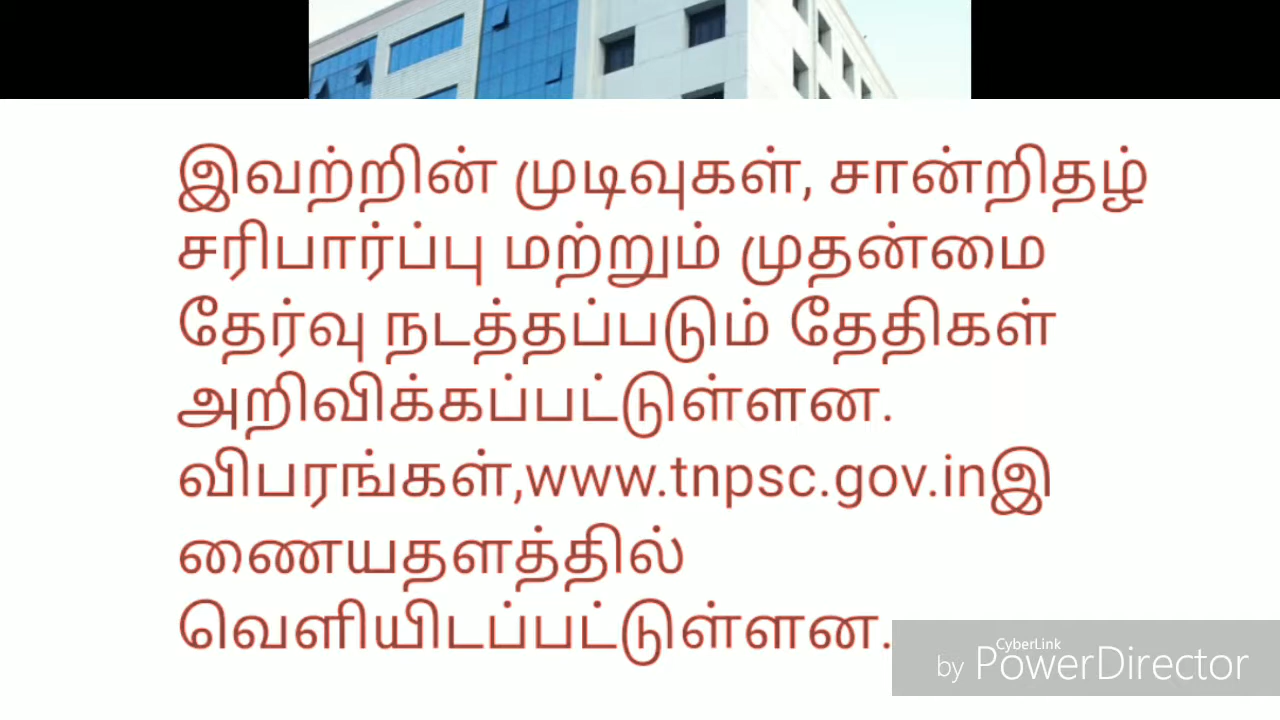 இவற்றின் முடிவுகள், சான்றிதழ்
சரிபார்ப்பு மற்றும் முதன்மை
தேர்வு நடத்தப்படும் தேதிகள்
அறிவிக்கப்பட்டுள்ளன.
விபரங்கள்,www.tnpsc.gov.inஇ
ணையதளத்தில்
வெளியிடப்பட்டுள்ளன.
CyberLink
by PowerDirector